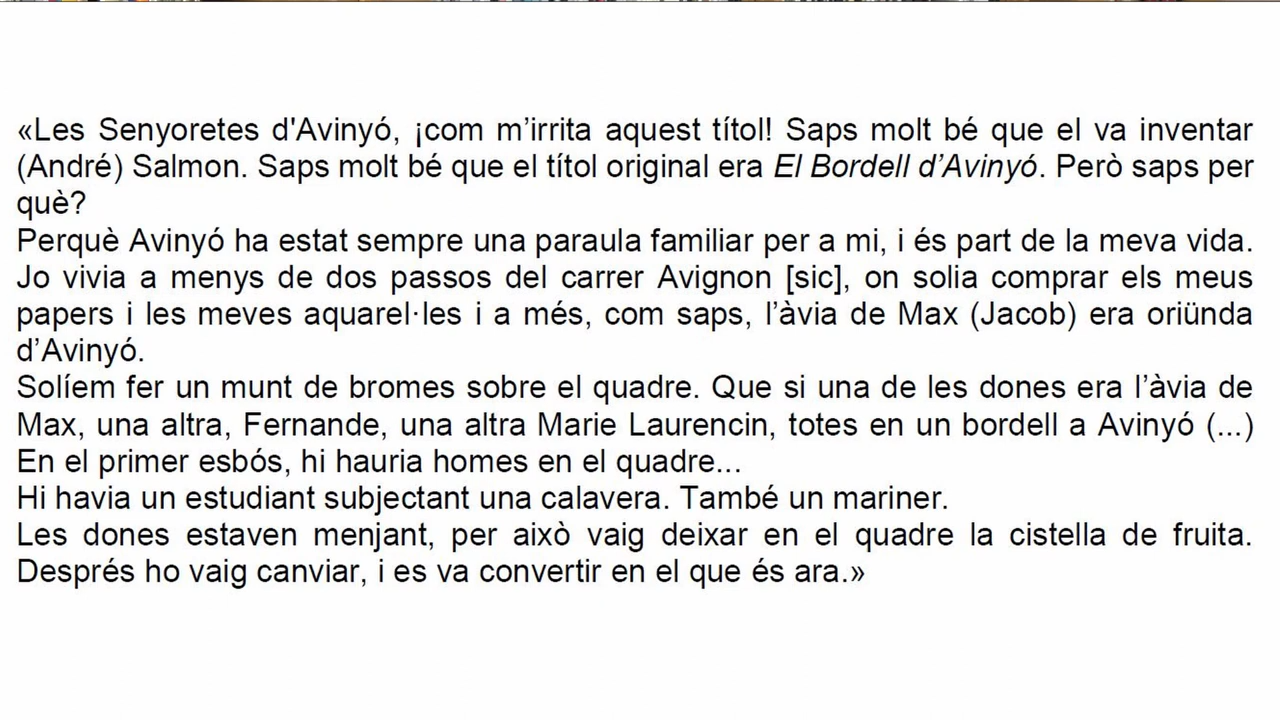 «Les Senyoretes d'Avinyó, ¡com m’irrita aquest títol! Saps molt bé que el va inventar
(André) Salmon. Saps molt bé que el títol original era El Bordell d’Avinyó. Però saps per
què?
Perquè Avinyó ha estat sempre una paraula familiar per a mi, i és part de la meva vida.
Jo vivia a menys de dos passos del carrer Avignon [sic], on solia comprar els meus
papers i les meves aquarel·les i a més, com saps, l’àvia de Max (Jacob) era oriünda
d’Avinyó.
Solíem fer un munt de bromes sobre el quadre. Que si una de les dones era l’àvia de
Max, una altra, Fernande, una altra Marie Laurencin, totes en un bordell a Avinyó (...)
En el primer esbós, hi hauria homes en el quadre...
Hi havia un estudiant subjectant una calavera. També un mariner.
Les dones estaven menjant, per això vaig deixar en el quadre la cistella de fruita.
Després ho vaig canviar, i es va convertir en el que és ara.»